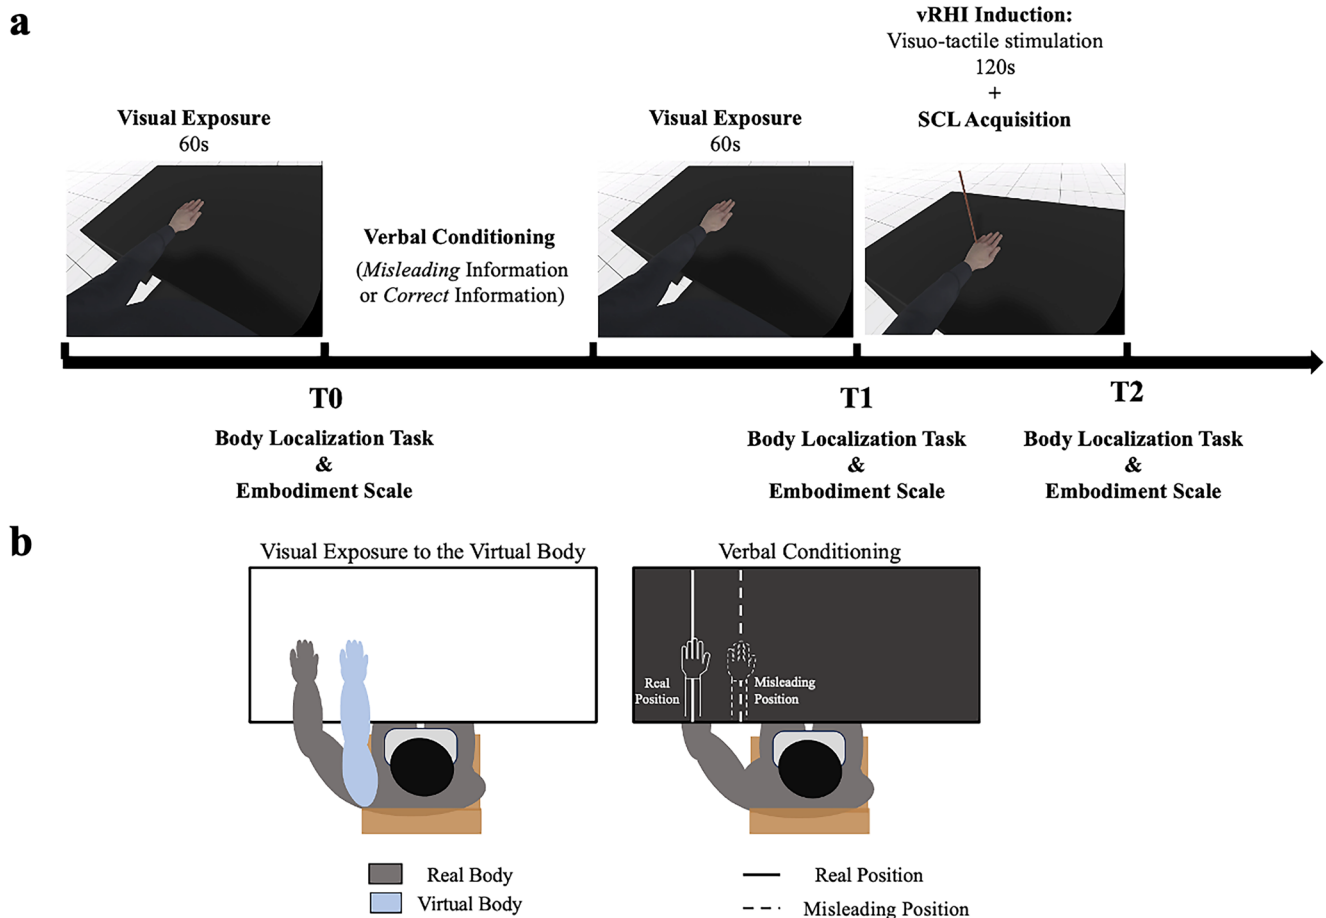 a
vRHI Induction:
Visuo-tactile stimulation
120s
+
SCL Acquisition
Visual Exposure
60s
Verbal Conditioning
(Misleading Information
or Correct Information)
Visual Exposure
60s
T0
Body Localization Task
&
Embodiment Scale
T1
Body Localization Task
&
Embodiment Scale
T2
Body Localization Task
&
Embodiment Scale
b
Visual Exposure to the Virtual Body
Verbal Conditioning
Real
Position
Misleading
Position
Real Body
Virtual Body
Real Position
Misleading Position